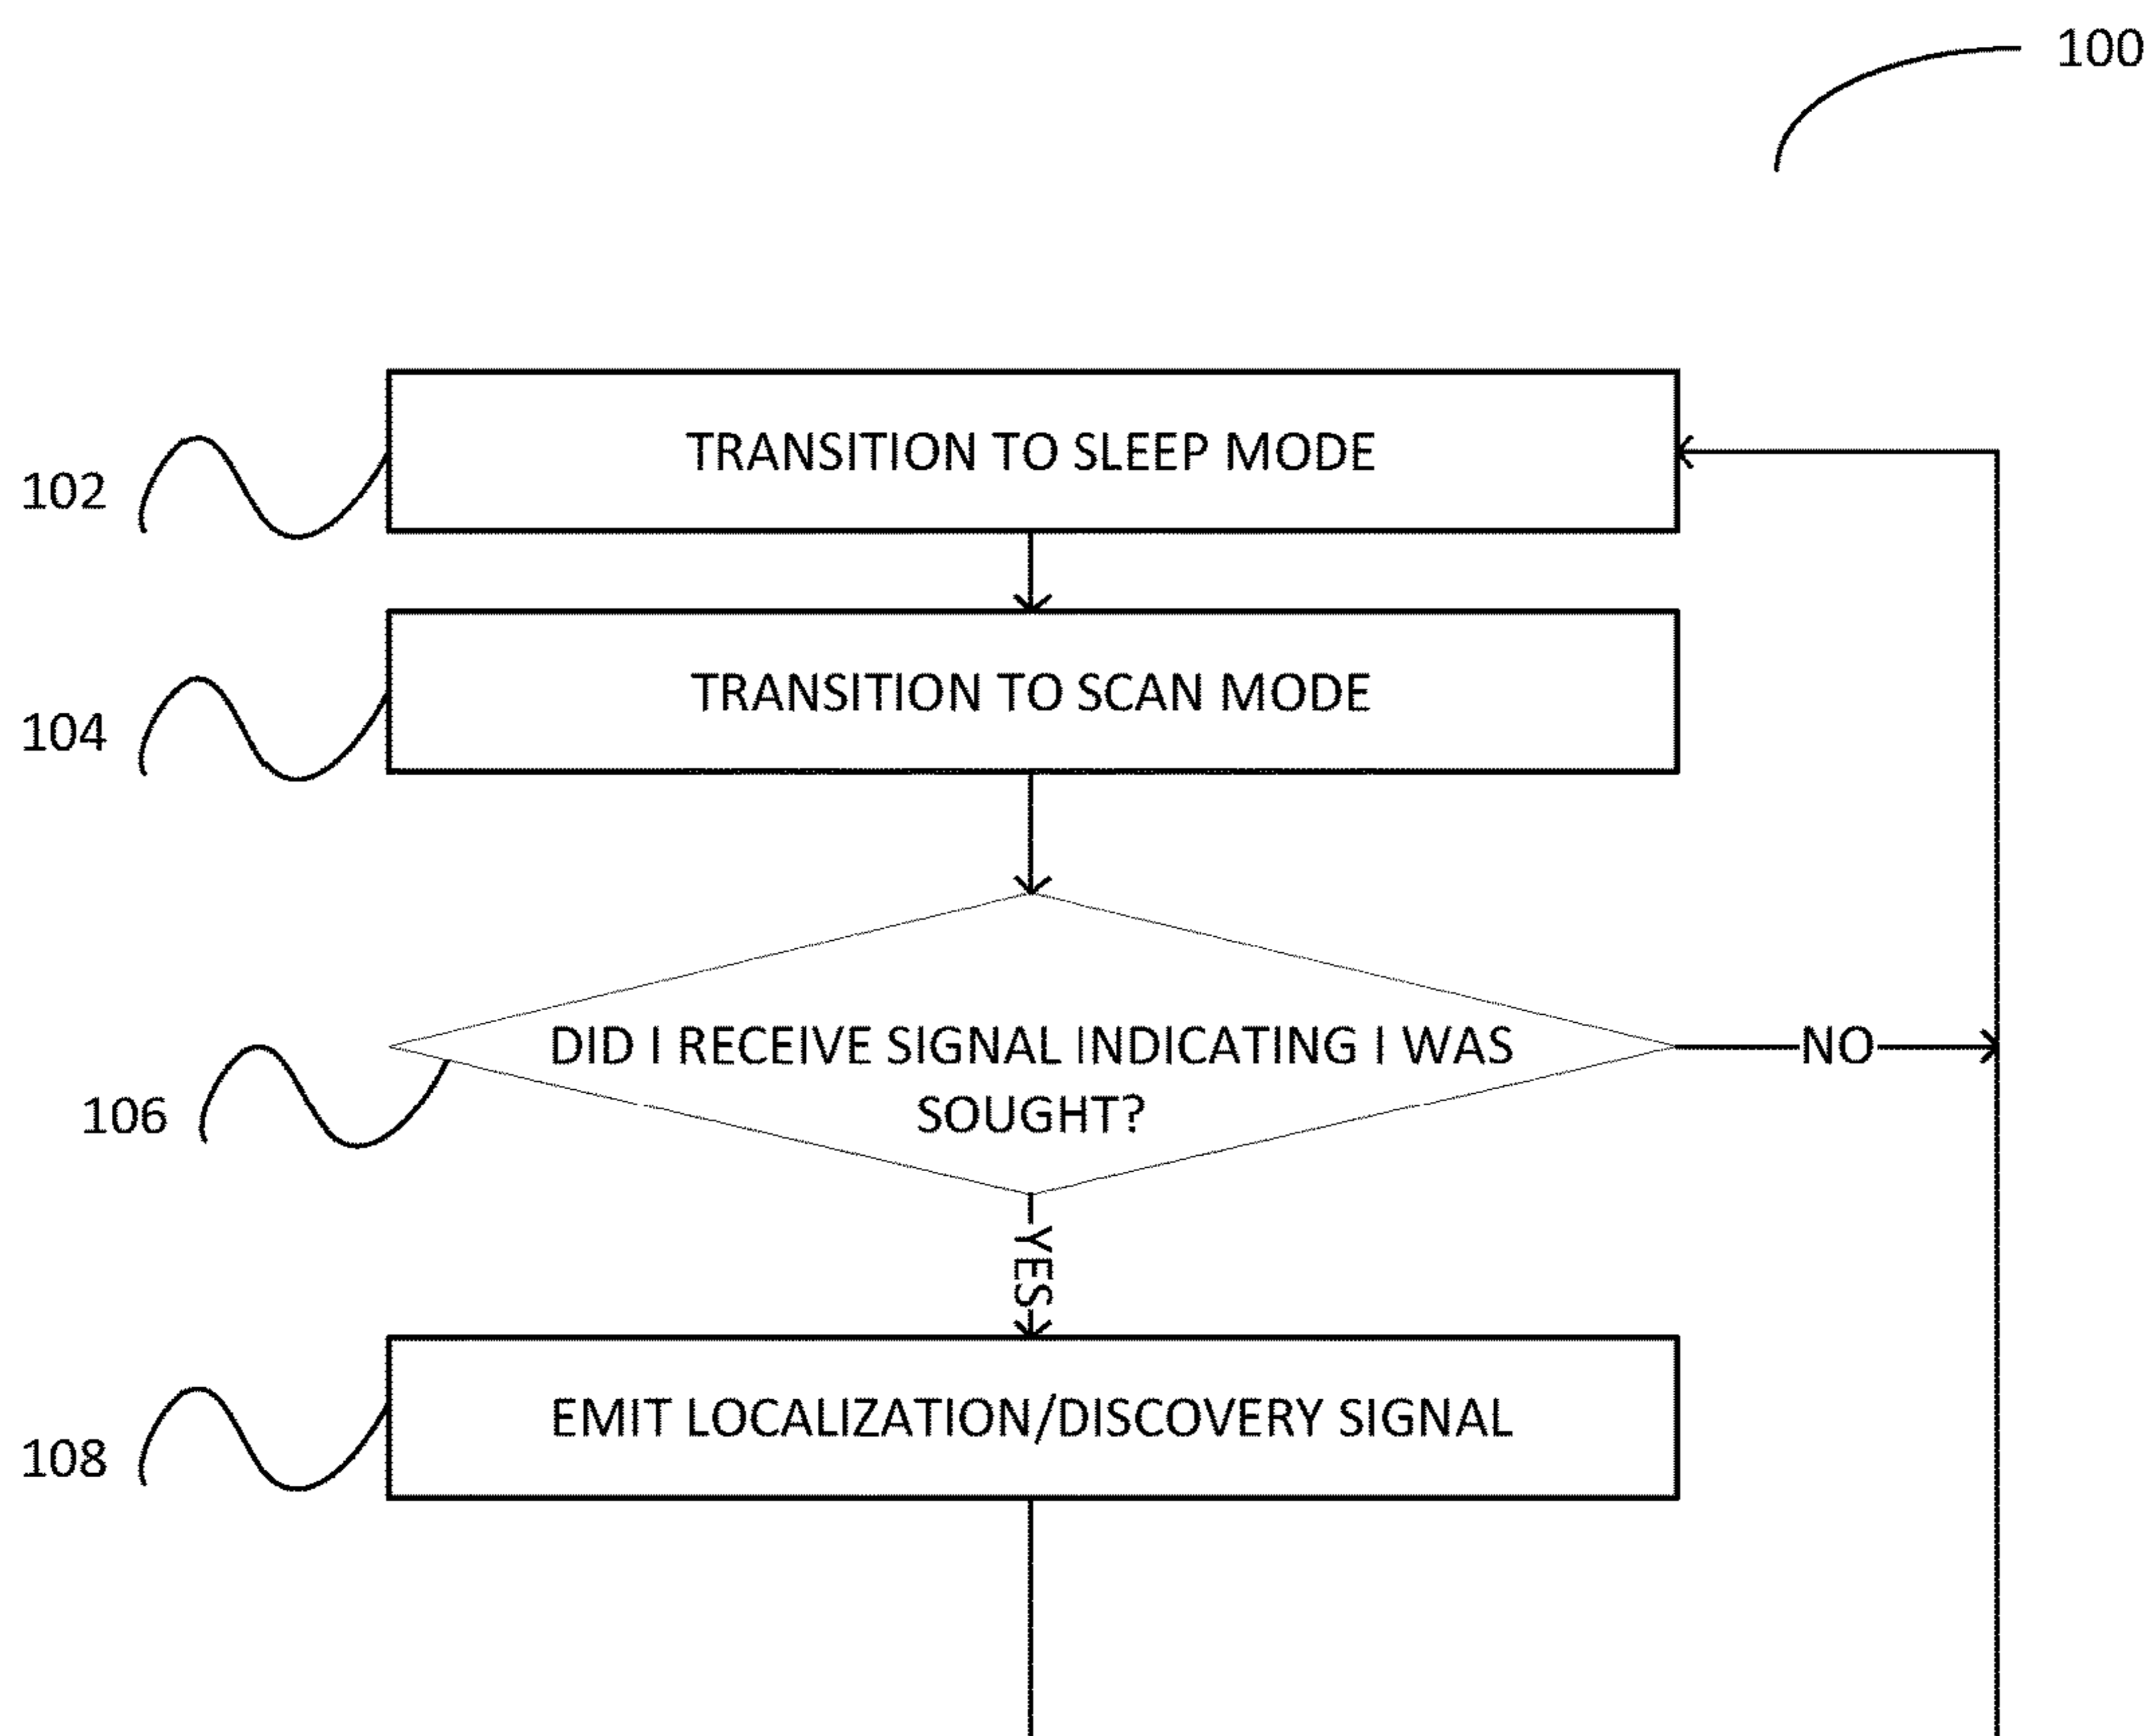 100
TRANSITION TO SLEEP MODE
102
TRANSITION TO SCAN MODE
104
DID I RECEIVE SIGNAL INDICATING I WAS
SOUGHT?
NO
106
YES
EMIT LOCALIZATION/DISCOVERY SIGNAL
108